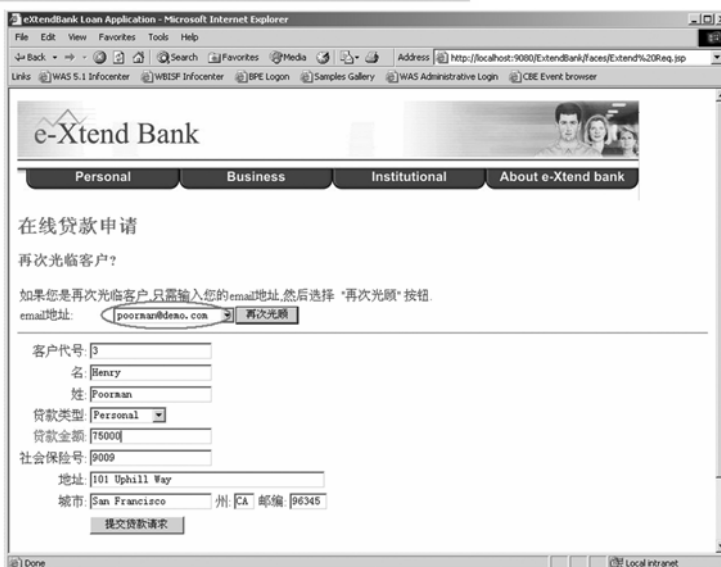 eXtendBank Loan Application - Microsoft Internet Explorer
File Edit View Favorites Tools Help
Back Search Favorites Media Address http://localhost:9080/ExtendBank/faces/Extend%20Req.jsp
Links WAS 5.1 Infocenter WBISF Infocenter BPE Logon Samples Gallery WAS Administrative Login CBE Event browser
e-Xtend Bank
Personal Business Institutional About e-Xtend bank
在线贷款申请
再次光临客户?
如果您是再次光临客户,只需输入您的email地址,然后选择 "再次光顾" 按钮.
email地址: poorman@demo.com 再次光顾
客户代号: 3
名: Henry
姓: Poorman
贷款类型: Personal
贷款金额: 75000
社会保险号: 9009
地址: 101 Uphill Way
城市: San Francisco 州: CA 邮编: 96345
提交贷款请求
Done Local intranet